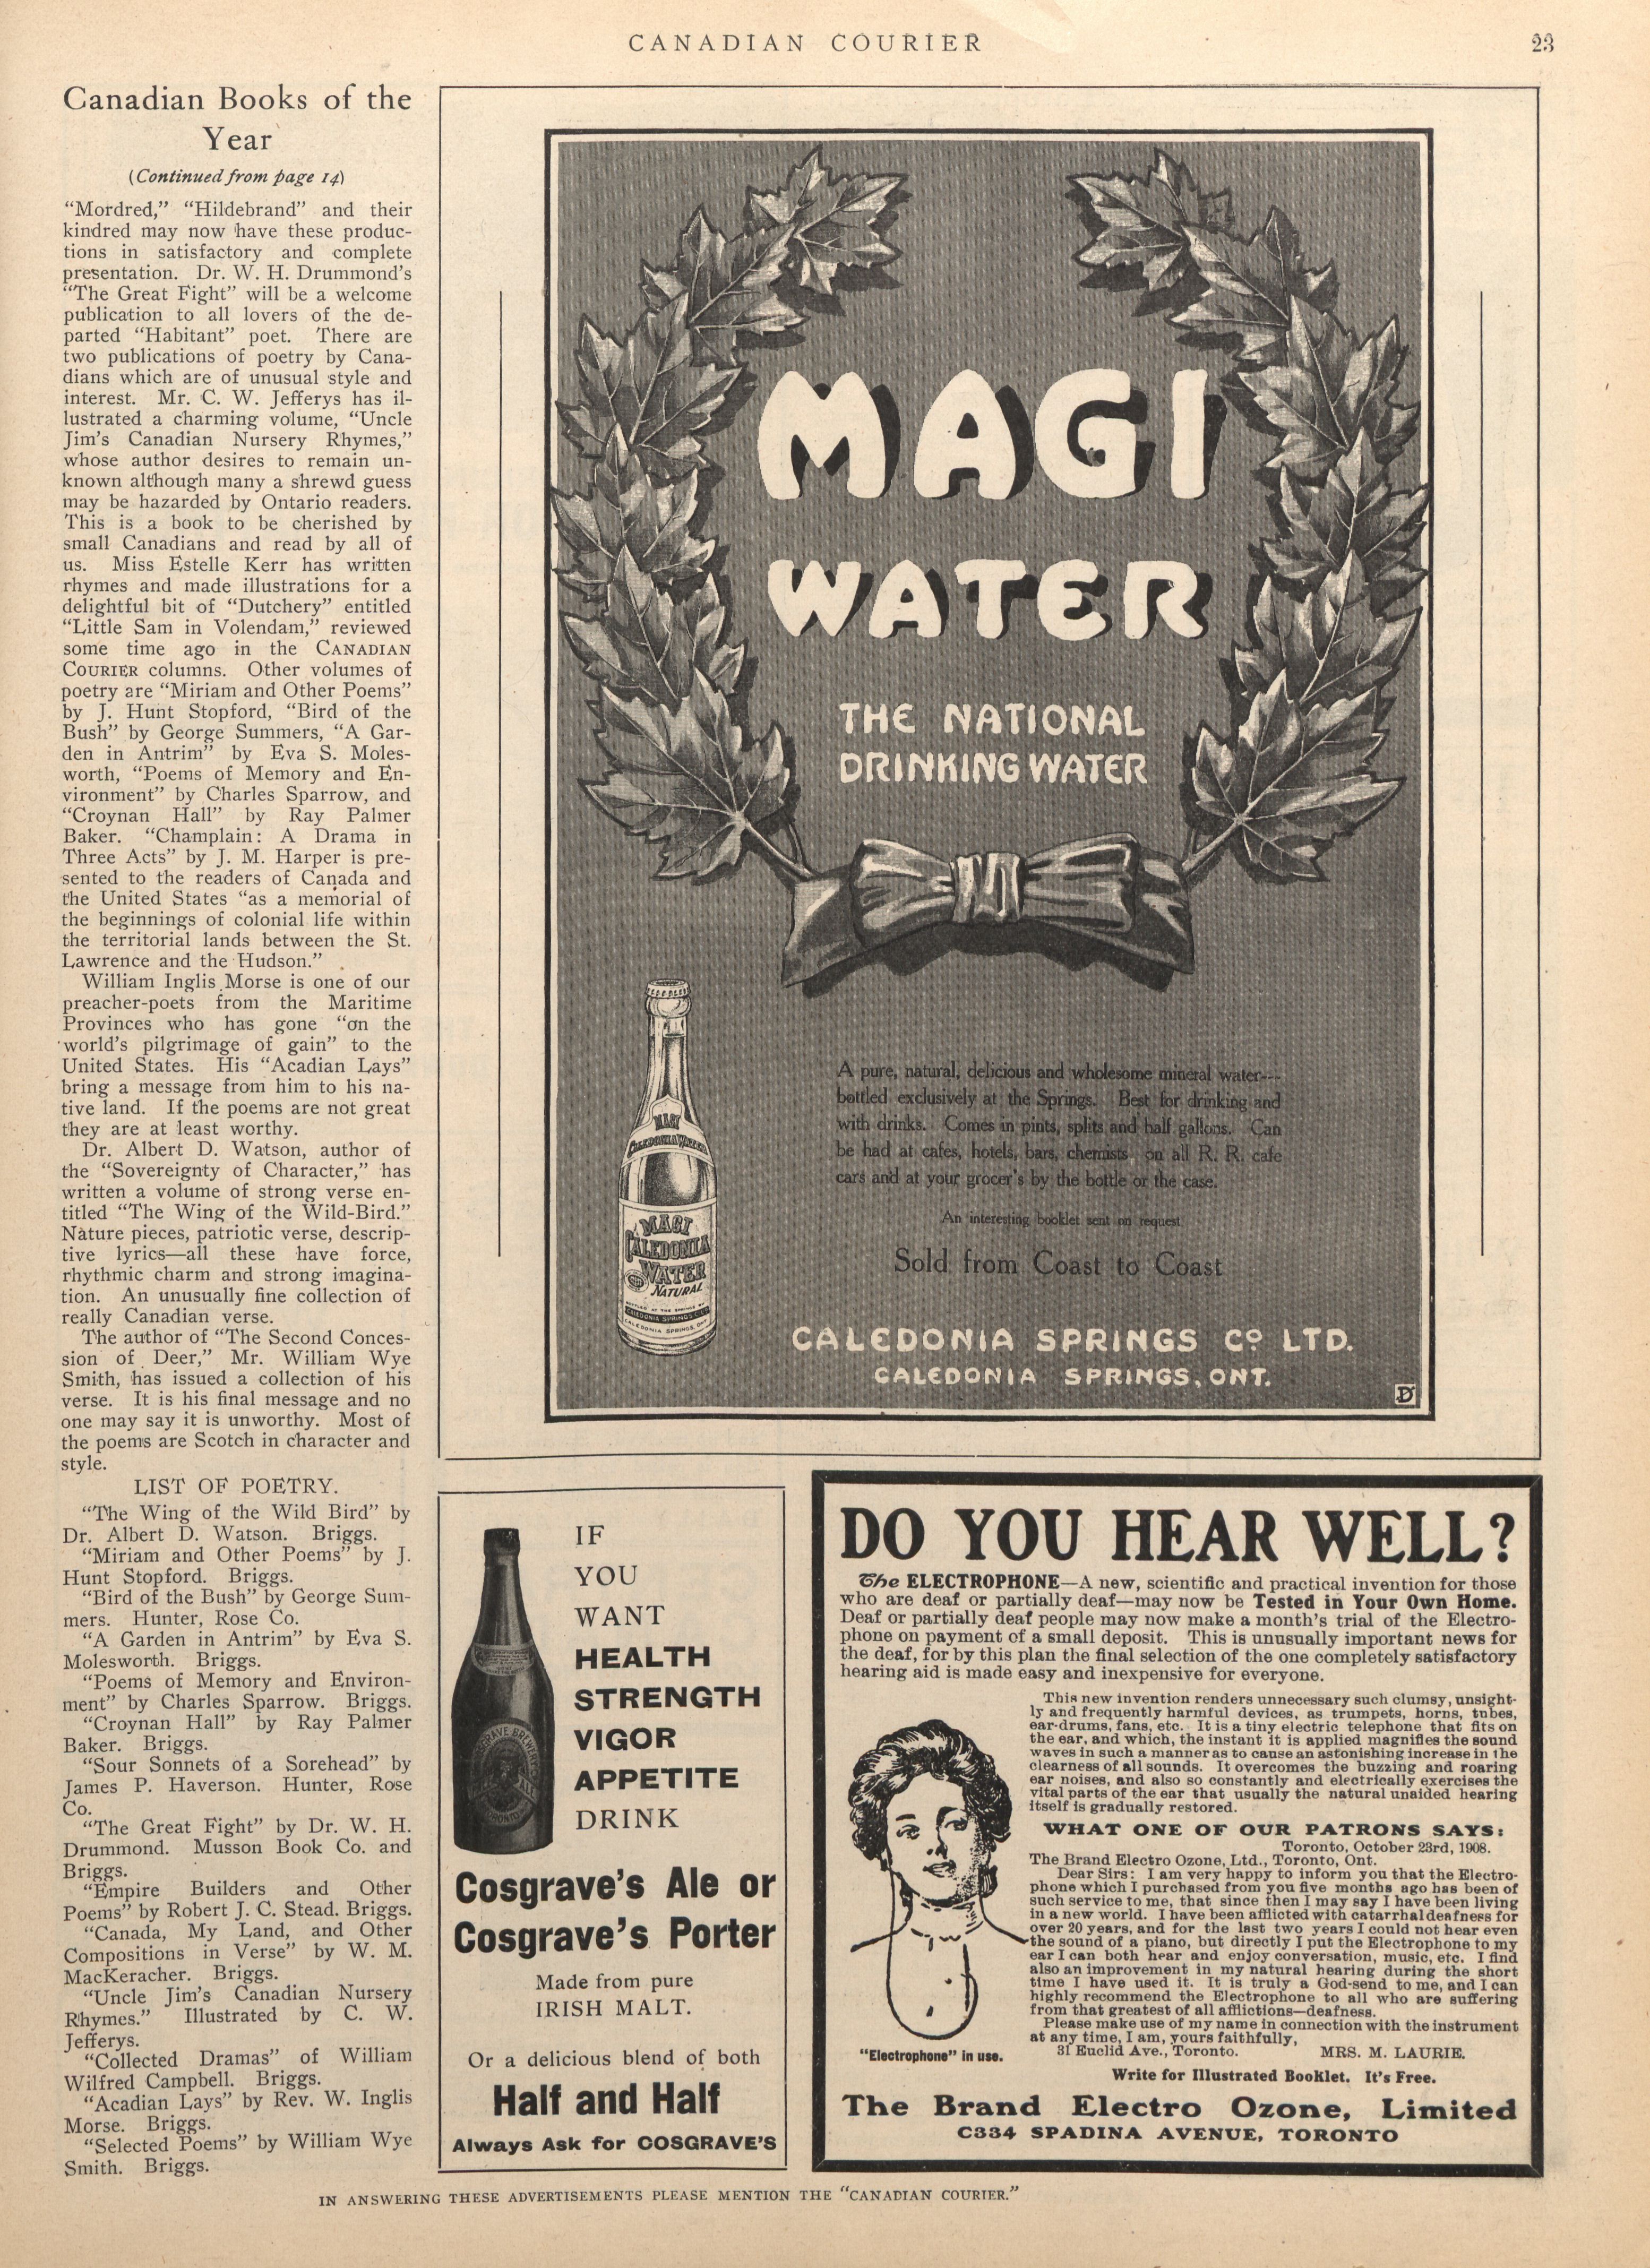 CANADIAN COURIER
23
Canadian Books of the
Year
(Continued from page 14)
"Mordred," "Hildebrand" and their
kindred may now have these produc-
tions in satisfactory and complete
presentation. Dr. W. H. Drummond's
"The Great Fight" will be a welcome
publication to all lovers of the de-
parted "Habitant" poet. There are
two publications of poetry by Cana-
dians which are of unusual style and
interest. Mr. C. W. Jefferys has il-
lustrated a charming volume, "Uncle
Jim's Canadian Nursery Rhymes,"
whose author desires to remain un-
known although many a shrewd guess
may be hazarded by Ontario readers.
This is a book to be cherished by
small Canadians and read by all of
us. Miss Estelle Kerr has written
rhymes and made illustrations for a
delightful bit of "Dutchery" entitled
"Little Sam in Volendam," reviewed
some time ago in the CANADIAN
COURIER columns. Other volumes of
poetry are "Miriam and Other Poems"
by J. Hunt Stopford, "Bird of the
Bush" by George Summers, "A Gar-
den in Antrim" by Eva S. Moles-
worth, "Poems of Memory and En-
vironment" by Charles Sparrow, and
"Croynan Hall" by Ray Palmer
Baker. "Champlain: A Drama in
Three Acts" by J. M. Harper is pre-
sented to the readers of Canada and
the United States "as a memorial of
the beginnings of colonial life within
the territorial lands between the St.
Lawrence and the Hudson."
William Inglis Morse is one of our
preacher-poets from the Maritime
Provinces who has gone "on the
world's pilgrimage of gain" to the
United States. His "Acadian Lays"
bring a message from him to his na-
tive land. If the poems are not great
they are at least worthy.
Dr. Albert D. Watson, author of
the "Sovereignty of Character," has
written a volume of strong verse en-
titled "The Wing of the Wild-Bird."
Nature pieces, patriotic verse, descrip-
tive lyrics—all these have force,
rhythmic charm and strong imagina-
tion. An unusually fine collection of
really Canadian verse.
The author of "The Second Conces-
sion of Deer," Mr. William Wye
Smith, has issued a collection of his
verse. It is his final message and no
one may say it is unworthy. Most of
the poems are Scotch in character and
style.
LIST OF POETRY.
"The Wing of the Wild Bird" by
Dr. Albert D. Watson. Briggs.
"Miriam and Other Poems" by J.
Hunt Stopford. Briggs.
"Bird of the Bush" by George Sum-
mers. Hunter, Rose Co.
"A Garden in Antrim" by Eva S.
Molesworth. Briggs.
"Poems of Memory and Environ-
ment" by Charles Sparrow. Briggs.
"Croynan Hall" by Ray Palmer
Baker. Briggs.
"Sour Sonnets of a Sorehead" by
James P. Haverson. Hunter, Rose
Co.
"The Great Fight" by Dr. W. H.
Drummond. Musson Book Co. and
Briggs.
"Empire Builders and Other
Poems" by Robert J. C. Stead. Briggs.
"Canada, My Land, and Other
Compositions in Verse" by W. M.
MacKeracher. Briggs.
"Uncle Jim's Canadian Nursery
Rhymes." Illustrated by C. W.
Jefferys.
"Collected Dramas" of William
Wilfred Campbell. Briggs.
"Acadian Lays" by Rev. W. Inglis
Morse. Briggs.
"Selected Poems" by William Wye
Smith. Briggs.
MAGI
WATER
THE NATIONAL
DRINKING WATER
A pure, natural, delicious and wholesome mineral water---
bottled exclusively at the Springs. Best for drinking and
with drinks. Comes in pints, splits and half gallons. Can
be had at cafes, hotels, bars, chemists, on all R. R. cafe
cars and at your grocer's by the bottle or the case.
An interesting booklet sent on request
Sold from Coast to Coast
MAGI
CALEDONIA WATER
MAGI
CALEDONIA
WATER
NATURAL
BOTTLED AT THE SPRINGS BY
CALEDONIA SPRINGS CO LTD
CALEDONIA SPRINGS, ONT.
CALEDONIA SPRINGS Co LTD.
CALEDONIA SPRINGS, ONT.
D
IF
YOU
WANT
HEALTH
STRENGTH
VIGOR
APPETITE
DRINK
Cosgrave's Ale or
Cosgrave's Porter
Made from pure
IRISH MALT.
Or a delicious blend of both
Half and Half
Always Ask for COSGRAVE'S
DO YOU HEAR WELL?
The ELECTROPHONE—A new, scientific and practical invention for those
who are deaf or partially deaf—may now be Tested in Your Own Home.
Deaf or partially deaf people may now make a month's trial of the Electro-
phone on payment of a small deposit. This is unusually important news for
the deaf, for by this plan the final selection of the one completely satisfactory
hearing aid is made easy and inexpensive for everyone.
This new invention renders unnecessary such clumsy, unsight-
ly and frequently harmful devices, as trumpets, horns, tubes,
ear-drums, fans, etc. It is a tiny electric telephone that fits on
the ear, and which, the instant it is applied magnifies the sound
waves in such a manner as to cause an astonishing increase in the
clearness of all sounds. It overcomes the buzzing and roaring
ear noises, and also so constantly and electrically exercises the
vital parts of the ear that usually the natural unaided hearing
itself is gradually restored.
WHAT ONE OF OUR PATRONS SAYS:
Toronto, October 23rd, 1908.
The Brand Electro Ozone, Ltd., Toronto, Ont.
Dear Sirs: I am very happy to inform you that the Electro-
phone which I purchased from you five months ago has been of
such service to me, that since then I may say I have been living
in a new world. I have been afflicted with catarrhal deafness for
over 20 years, and for the last two years I could not hear even
the sound of a piano, but directly I put the Electrophone to my
ear I can both hear and enjoy conversation, music, etc. I find
also an improvement in my natural hearing during the short
time I have used it. It is truly a God-send to me, and I can
highly recommend the Electrophone to all who are suffering
from that greatest of all afflictions—deafness.
Please make use of my name in connection with the instrument
at any time, I am, yours faithfully,
31 Euclid Ave., Toronto. MRS. M. LAURIE.
"Electrophone" in use.
Write for Illustrated Booklet. It's Free.
The Brand Electro Ozone, Limited
C334 SPADINA AVENUE, TORONTO
IN ANSWERING THESE ADVERTISEMENTS PLEASE MENTION THE "CANADIAN COURIER."